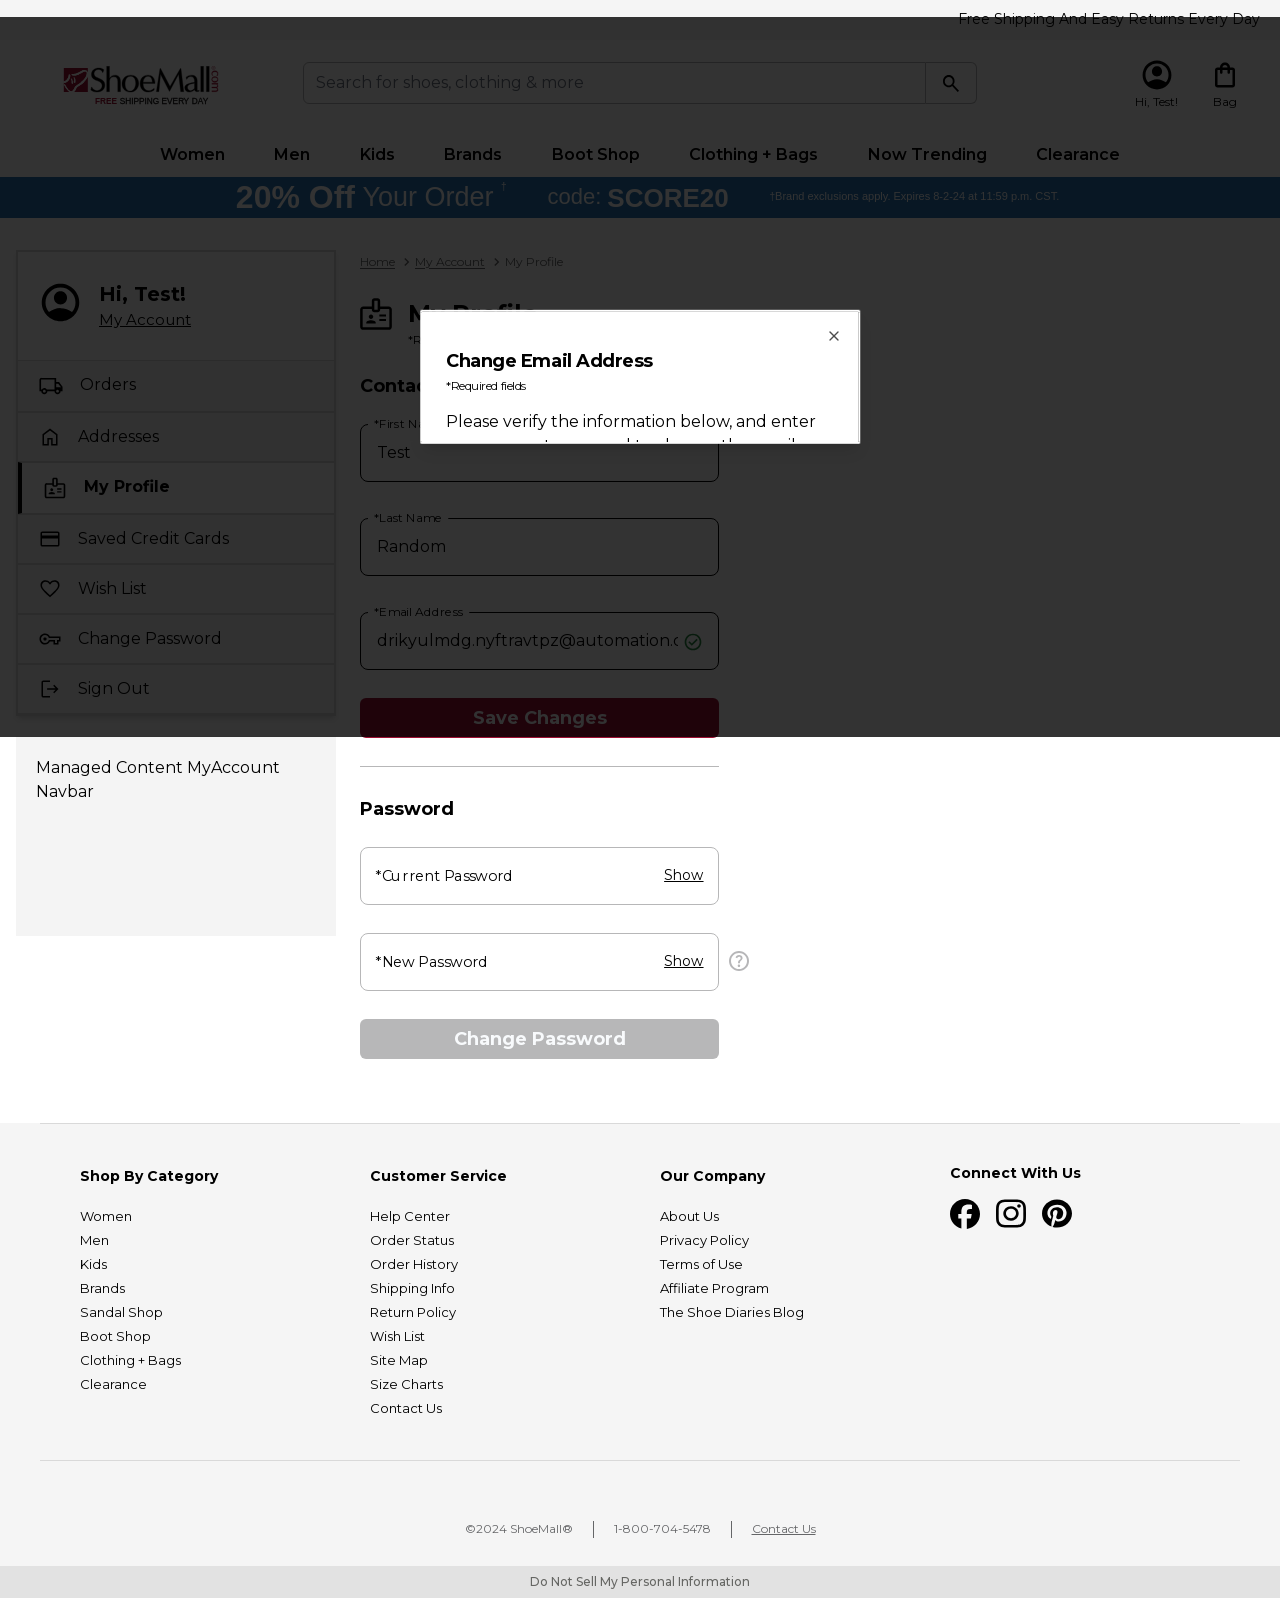 Free Shipping And Easy Returns Every Day
ShoeMall.com
FREE SHIPPING EVERY DAY
Search for shoes, clothing & more
Hi, Test!
Bag
Women Men Kids Brands Boot Shop Clothing + Bags Now Trending Clearance
20% Off Your Order † code: SCORE20 †Brand exclusions apply. Expires 8-2-24 at 11:59 p.m. CST.
Hi, Test!
My Account
Orders
Addresses
My Profile
Saved Credit Cards
Wish List
Change Password
Sign Out
Managed Content MyAccount
Navbar
Home > My Account > My Profile
My Profile
Change Email Address
*Required fields
Please verify the information below, and enter
Test
*Last Name
Random
*Email Address
drikyulmdg.nyftravtpz@automation.c
Save Changes
Password
*Current Password Show
*New Password Show
Change Password
Shop By Category
Women
Men
Kids
Brands
Sandal Shop
Boot Shop
Clothing + Bags
Clearance
Customer Service
Help Center
Order Status
Order History
Shipping Info
Return Policy
Wish List
Site Map
Size Charts
Contact Us
Our Company
About Us
Privacy Policy
Terms of Use
Affiliate Program
The Shoe Diaries Blog
Connect With Us
©2024 ShoeMall® 1-800-704-5478 Contact Us
Do Not Sell My Personal Information